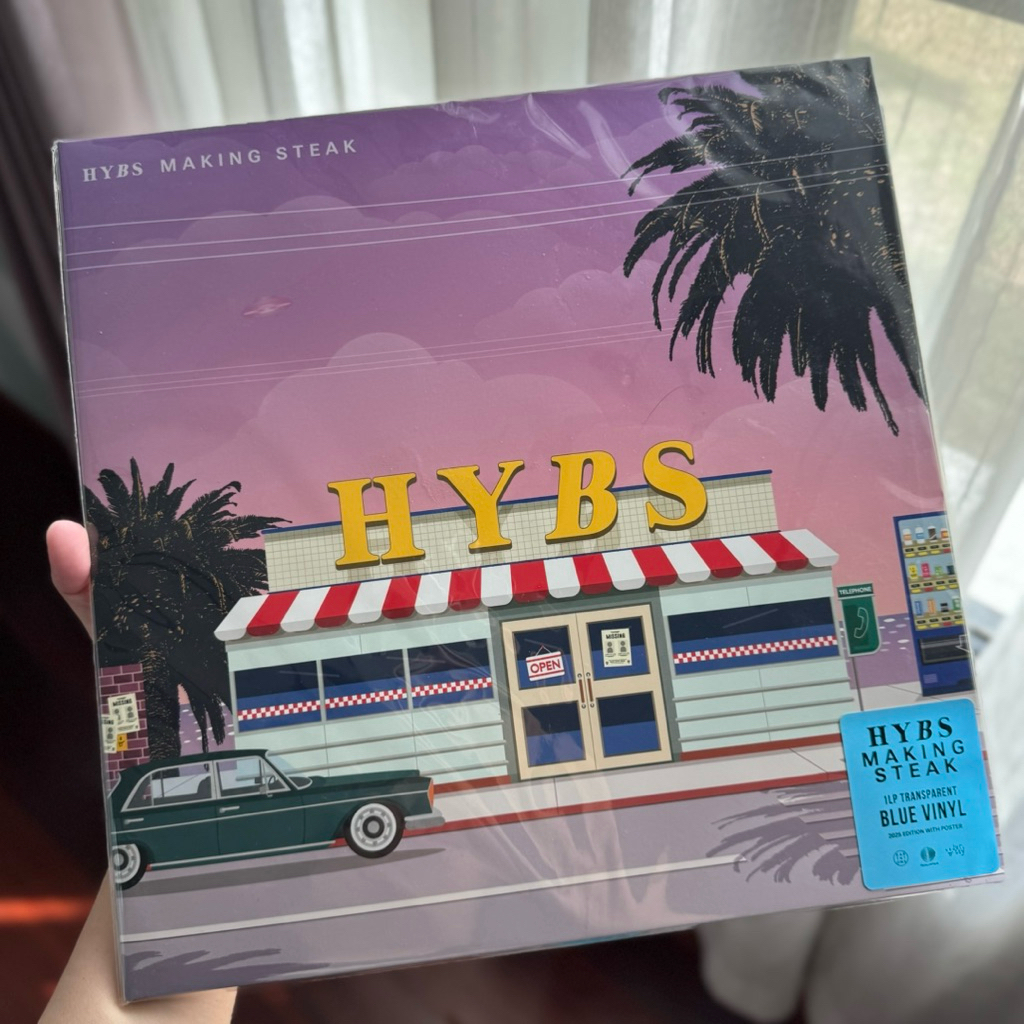 HYBS MAKING STEAK
HYBS
TELEPHONE
OPEN
MISSING
MISSING
HYBS
MAKING
STEAK
1LP TRANSPARENT
BLUE VINYL
2025 EDITION WITH POSTER